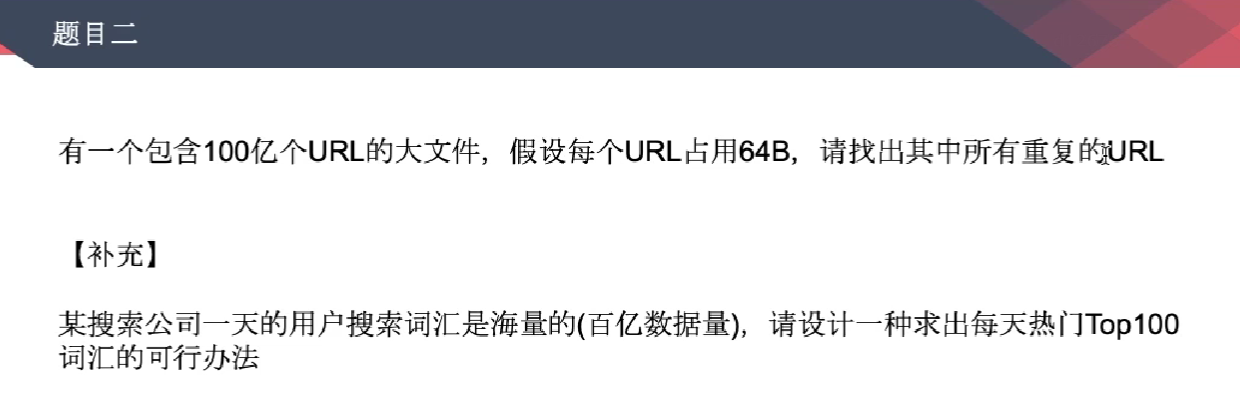 题目二
有一个包含100亿个URL的大文件，假设每个URL占用64B，请找出其中所有重复的URL
【补充】
某搜索公司一天的用户搜索词汇是海量的(百亿数据量)，请设计一种求出每天热门Top100
词汇的可行办法